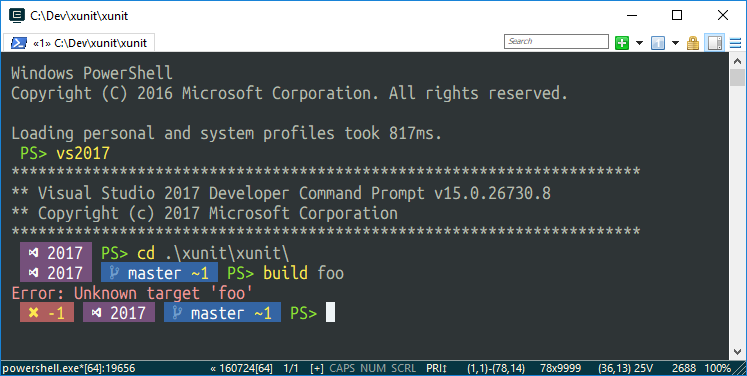 C:\Dev\xunit\xunit
«1» C:\Dev\xunit\xunit
Search
Windows PowerShell
Copyright (C) 2016 Microsoft Corporation. All rights reserved.
Loading personal and system profiles took 817ms.
PS> vs2017
**********************************************************************
** Visual Studio 2017 Developer Command Prompt v15.0.26730.8
** Copyright (c) 2017 Microsoft Corporation
**********************************************************************
2017 PS> cd .\xunit\xunit\
2017 master ~1 PS> build foo
Error: Unknown target 'foo'
✖ -1 2017 master ~1 PS>
powershell.exe*[64]:19656 « 160724[64] 1/1 [+] CAPS NUM SCRL PRI↕ (1,1)-(78,14) 78x9999 (36,13) 25V 2688 100%